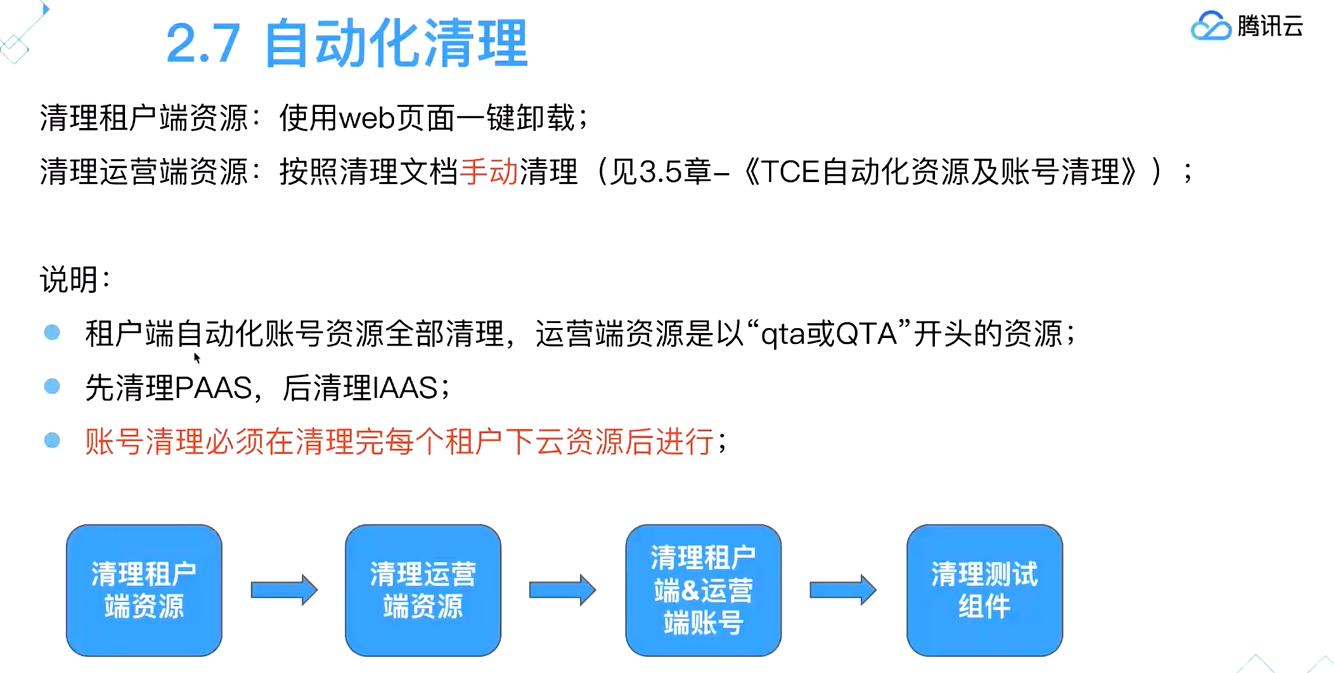 2.7 自动化清理
腾讯云
清理租户端资源：使用web页面一键卸载；
清理运营端资源：按照清理文档手动清理（见3.5章-《TCE自动化资源及账号清理》）；
说明：
租户端自动化账号资源全部清理，运营端资源是以“qta或QTA”开头的资源；
先清理PAAS，后清理IAAS；
账号清理必须在清理完每个租户下云资源后进行；
清理租户
端资源
清理运营
端资源
清理租户
端&运营
端账号
清理测试
组件